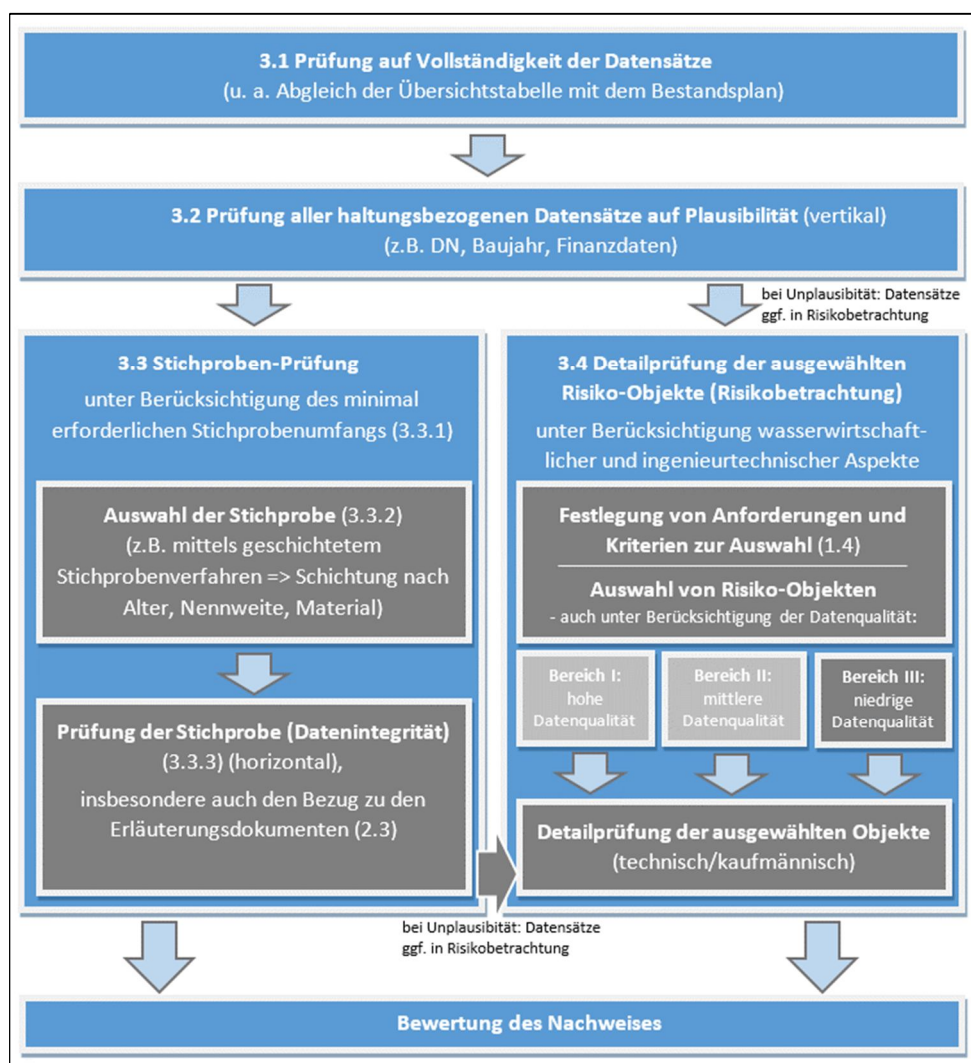 3.1 Prüfung auf Vollständigkeit der Datensätze
(u. a. Abgleich der Übersichtstabelle mit dem Bestandsplan)
3.2 Prüfung aller haltungsbezogenen Datensätze auf Plausibilität (vertikal)
(z.B. DN, Baujahr, Finanzdaten)
bei Unplausibität: Datensätze
ggf. in Risikobetrachtung
3.3 Stichproben-Prüfung
unter Berücksichtigung des minimal
erforderlichen Stichprobenumfangs (3.3.1)
Auswahl der Stichprobe (3.3.2)
(z.B. mittels geschichtetem
Stichprobenverfahren => Schichtung nach
Alter, Nennweite, Material)
Prüfung der Stichprobe (Datenintegrität)
(3.3.3) (horizontal),
insbesondere auch den Bezug zu den
Erläuterungsdokumenten (2.3)
3.4 Detailprüfung der ausgewählten
Risiko-Objekte (Risikobetrachtung)
unter Berücksichtigung wasserwirtschaft-
licher und ingenieurtechnischer Aspekte
Festlegung von Anforderungen und
Kriterien zur Auswahl (1.4)
Auswahl von Risiko-Objekten
- auch unter Berücksichtigung der Datenqualität:
Bereich I:
hohe
Datenqualität
Bereich II:
mittlere
Datenqualität
Bereich III:
niedrige
Datenqualität
Detailprüfung der ausgewählten Objekte
(technisch/kaufmännisch)
bei Unplausibität: Datensätze
ggf. in Risikobetrachtung
Bewertung des Nachweises